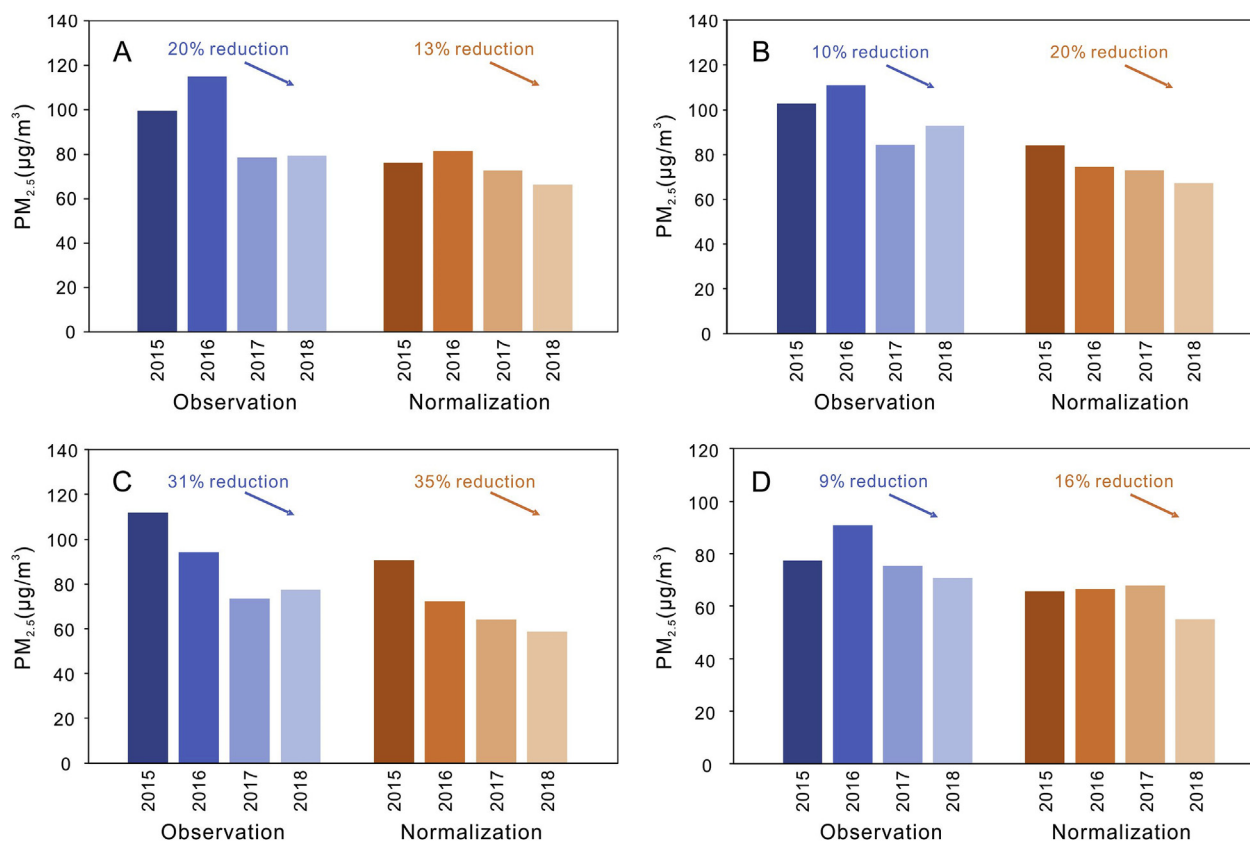 A
20% reduction
13% reduction
PM2.5(μg/m3)
140
120
100
80
60
40
20
0
2015
2016
2017
2018
2015
2016
2017
2018
Observation
Normalization
B
10% reduction
20% reduction
PM2.5(μg/m3)
140
120
100
80
60
40
20
0
2015
2016
2017
2018
2015
2016
2017
2018
Observation
Normalization
C
31% reduction
35% reduction
PM2.5(μg/m3)
140
120
100
80
60
40
20
0
2015
2016
2017
2018
2015
2016
2017
2018
Observation
Normalization
D
9% reduction
16% reduction
PM2.5(μg/m3)
120
100
80
60
40
20
0
2015
2016
2017
2018
2015
2016
2017
2018
Observation
Normalization